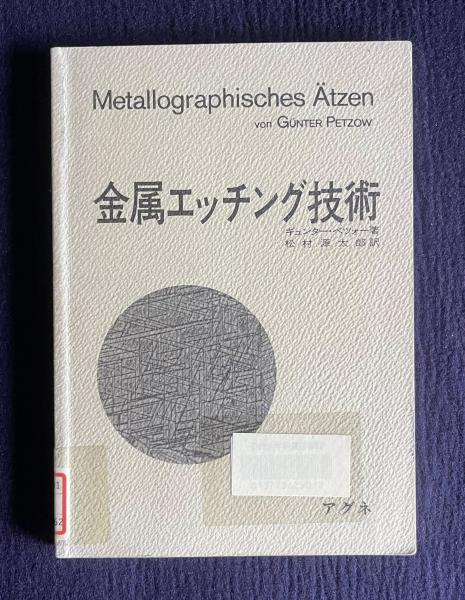 Metallographisches Ätzen
von GÜNTER PETZOW
金属エッチング技術
ギュンター・ペツォー著
松村源太郎訳
アグネ